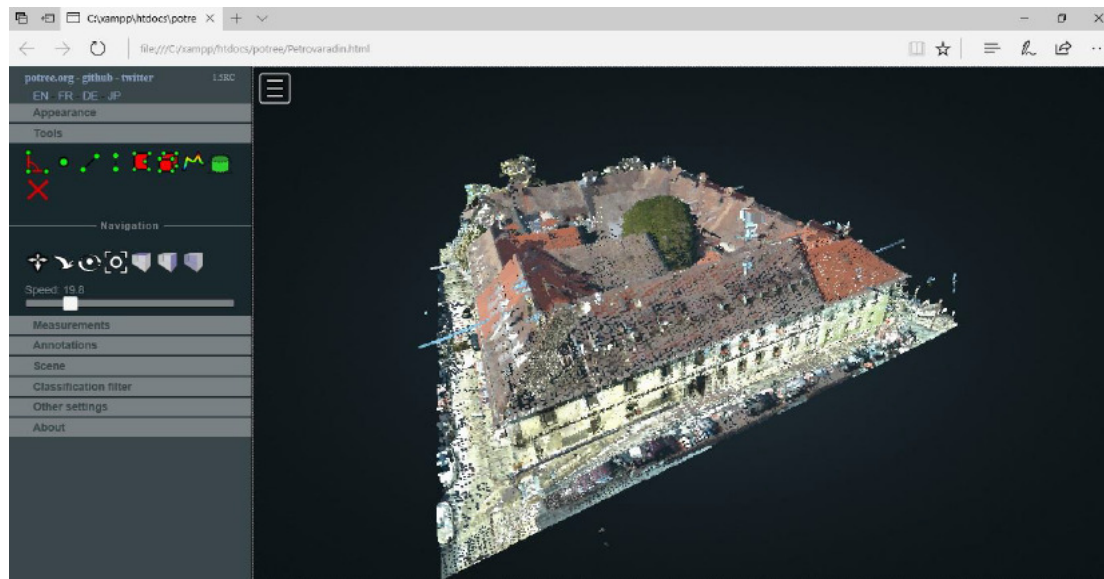 C:\xampp\htdocs\potre
file:///C:/xampp/htdocs/potree/Petrovaradin.html
potree.org - github - twitter 1.5RC
EN - FR - DE - JP
Appearance
Tools
Navigation
Speed: 19.8
Measurements
Annotations
Scene
Classification filter
Other settings
About